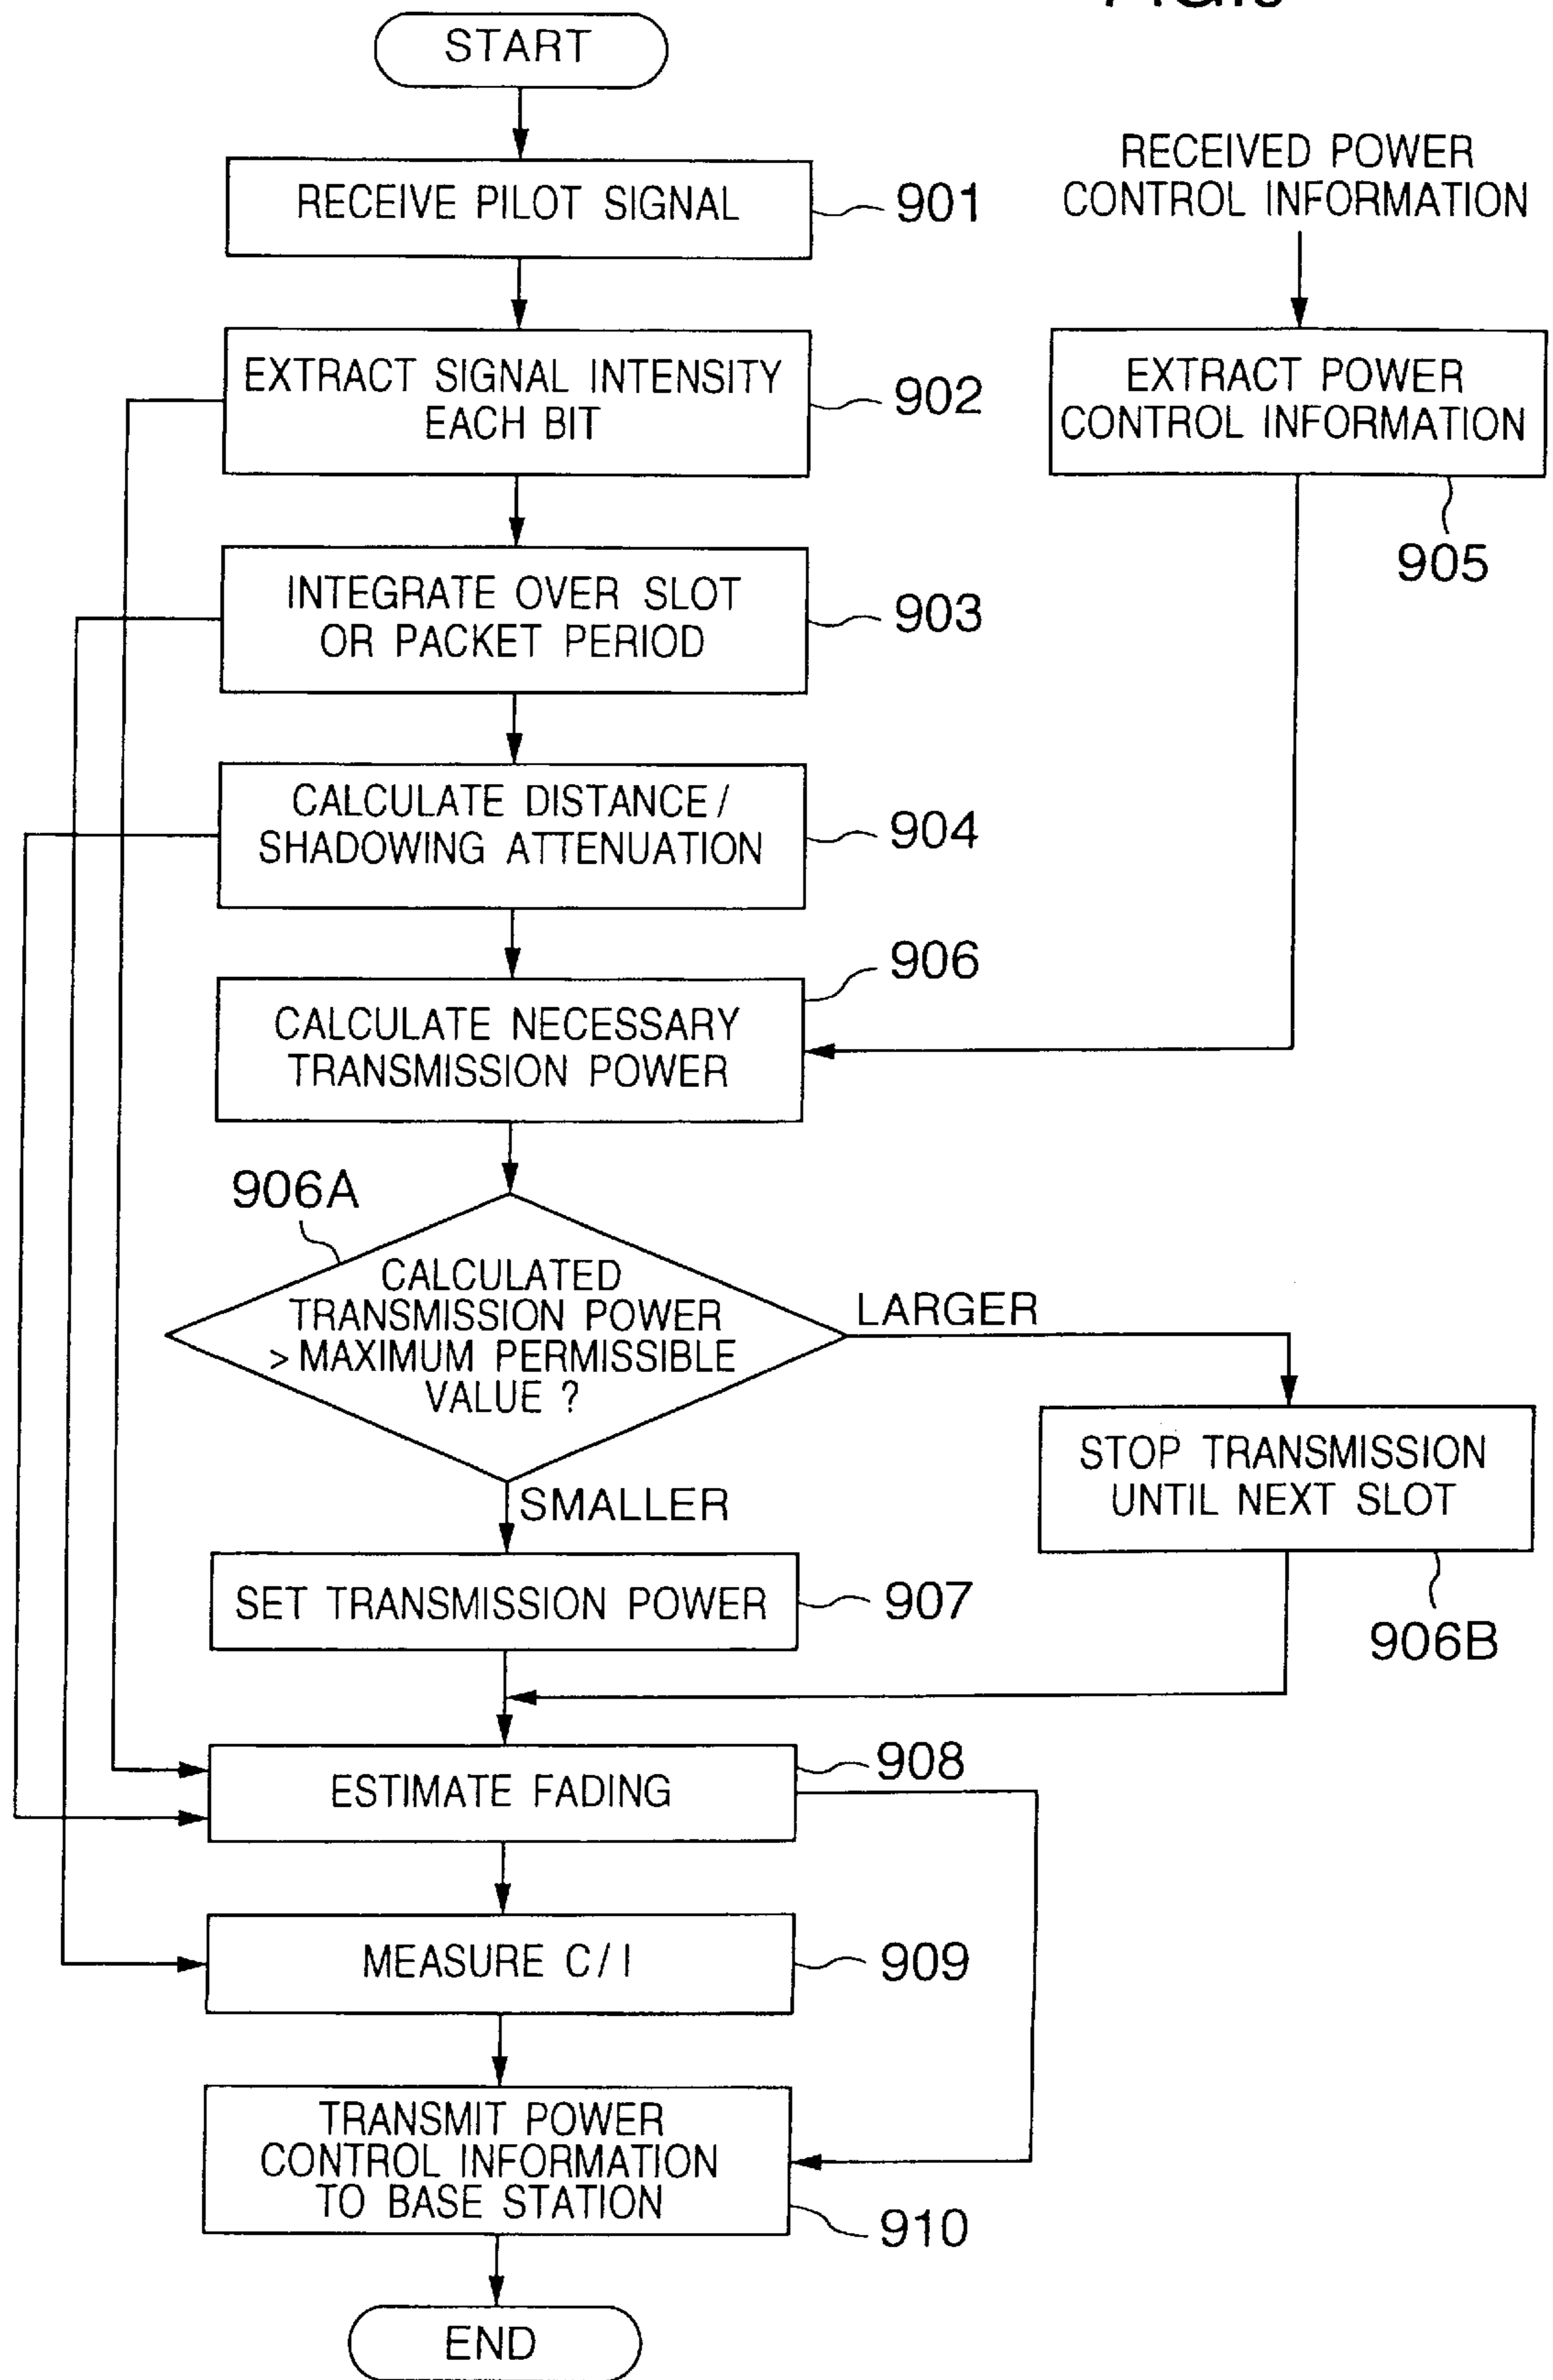 START
RECEIVE PILOT SIGNAL
901
RECEIVED POWER
CONTROL INFORMATION
EXTRACT SIGNAL INTENSITY
EACH BIT
902
EXTRACT POWER
CONTROL INFORMATION
905
INTEGRATE OVER SLOT
OR PACKET PERIOD
903
CALCULATE DISTANCE /
SHADOWING ATTENUATION
904
906
CALCULATE NECESSARY
TRANSMISSION POWER
906A
CALCULATED
TRANSMISSION POWER
> MAXIMUM PERMISSIBLE
VALUE ?
LARGER
SMALLER
STOP TRANSMISSION
UNTIL NEXT SLOT
906B
SET TRANSMISSION POWER
907
ESTIMATE FADING
908
MEASURE C / I
909
TRANSMIT POWER
CONTROL INFORMATION
TO BASE STATION
910
END